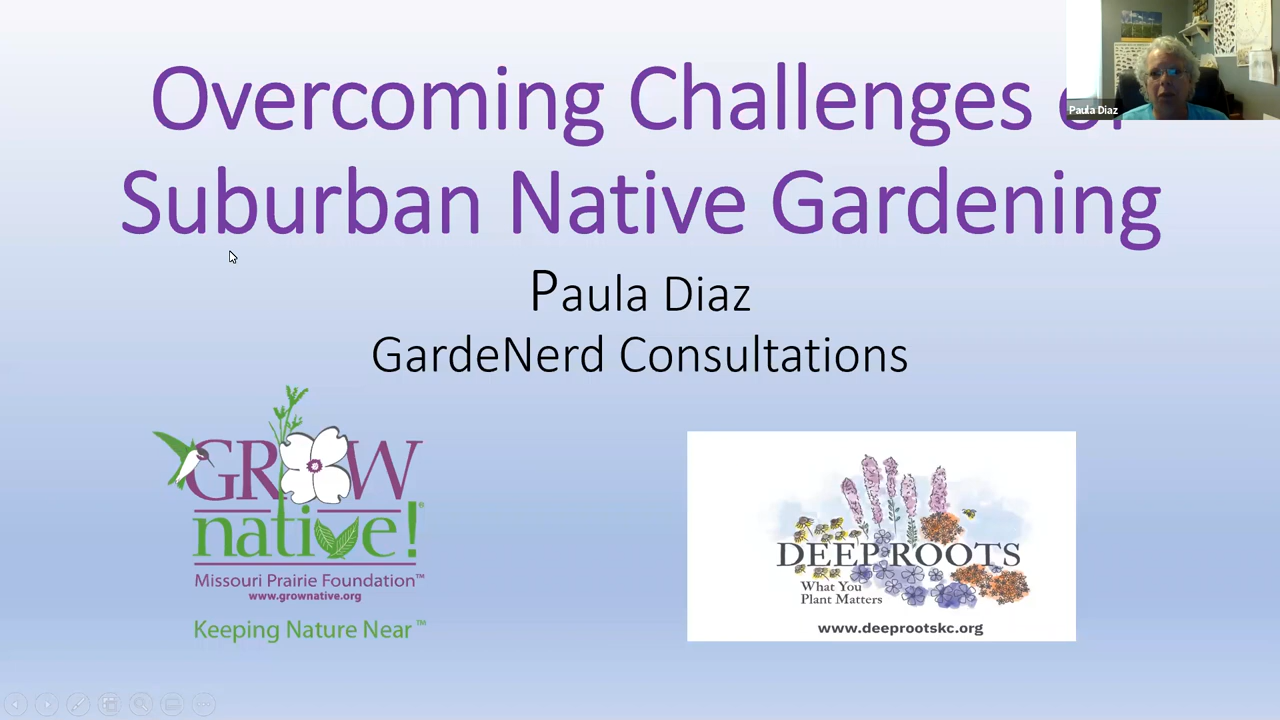 Overcoming Challenges of
Suburban Native Gardening
Paula Diaz
Paula Diaz
GardeNerd Consultations
GROW
native!®
Missouri Prairie Foundation™
www.grownative.org
Keeping Nature Near™
DEEP ROOTS
What You
Plant Matters
www.deeprootskc.org